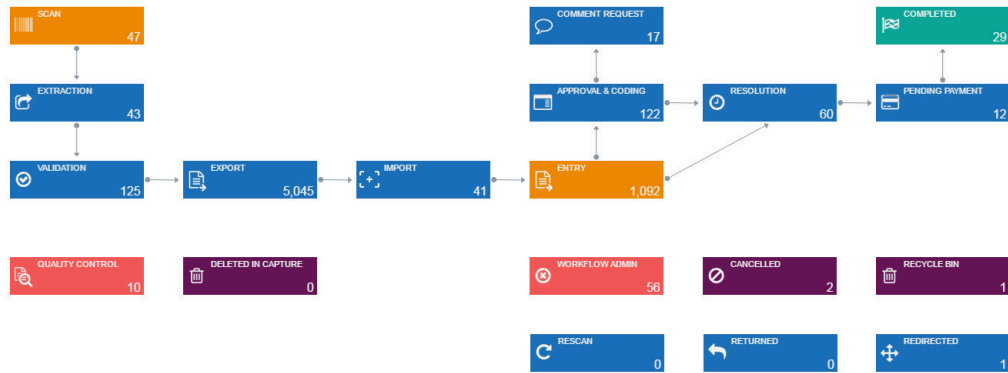 SCAN
47
COMMENT REQUEST
17
COMPLETED
29
EXTRACTION
43
APPROVAL & CODING
122
RESOLUTION
60
PENDING PAYMENT
12
VALIDATION
125
EXPORT
5,045
IMPORT
41
ENTRY
1,092
QUALITY CONTROL
10
DELETED IN CAPTURE
0
WORKFLOW ADMIN
56
CANCELLED
2
RECYCLE BIN
1
RESCAN
0
RETURNED
0
REDIRECTED
1